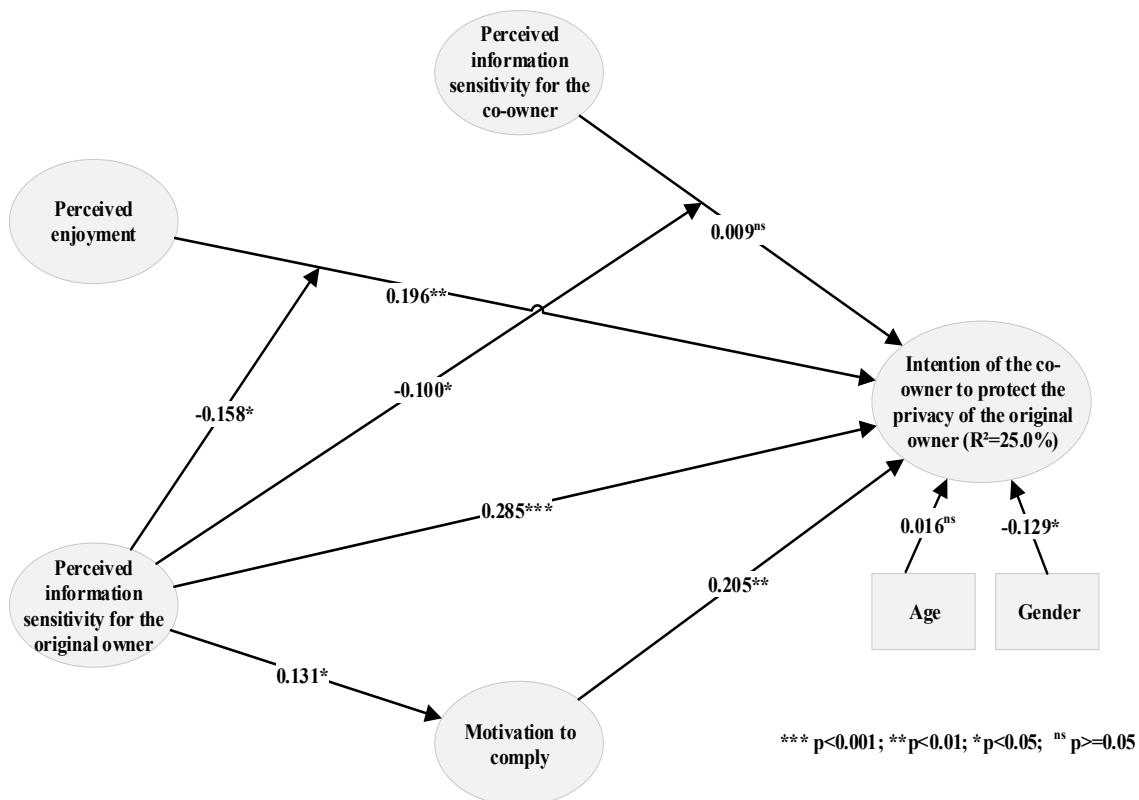 Perceived
information
sensitivity for the
co-owner
Perceived
enjoyment
0.009ns
0.196**
Intention of the co-
owner to protect the
privacy of the original
owner (R²=25.0%)
-0.100*
-0.158*
0.285***
0.016ns
-0.129*
Perceived
information
sensitivity for the
original owner
0.205**
Age
Gender
0.131*
Motivation to
comply
*** p<0.001; **p<0.01; *p<0.05; ns p>=0.05